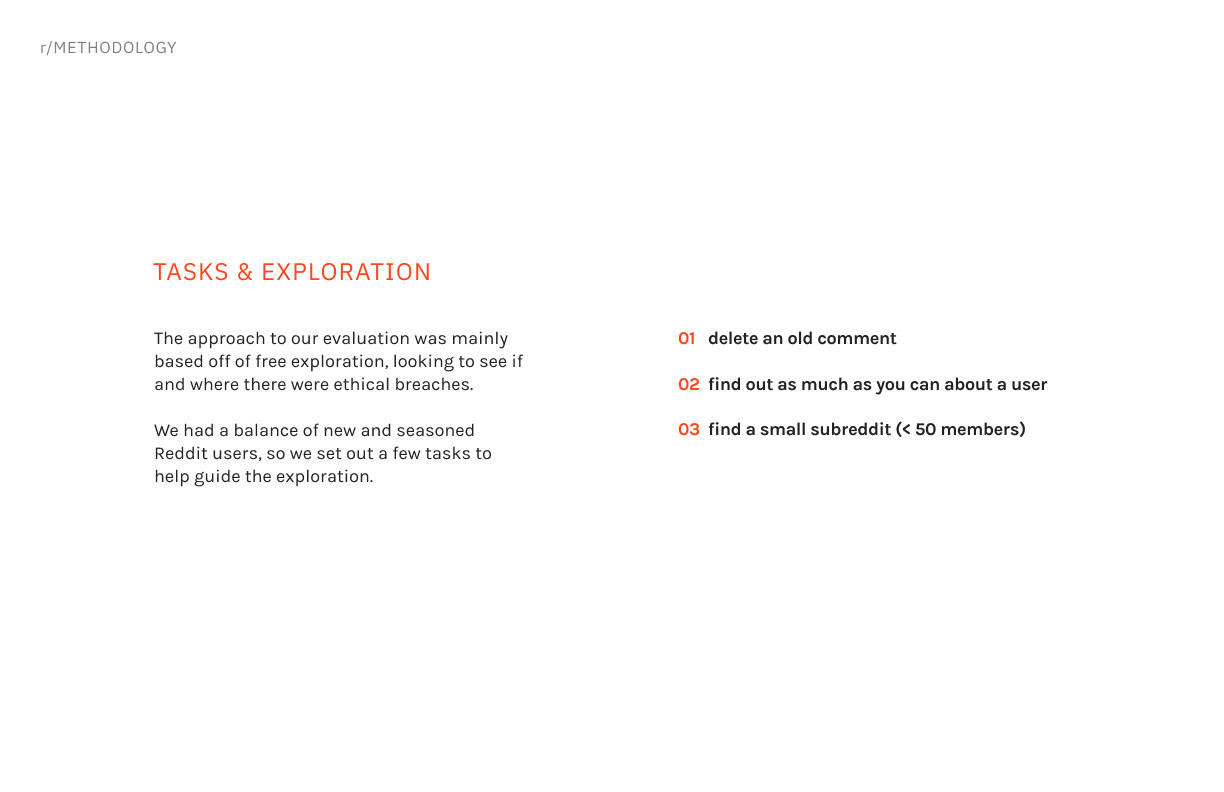 r/METHODOLOGY
TASKS & EXPLORATION
The approach to our evaluation was mainly
based off of free exploration, looking to see if
and where there were ethical breaches.
We had a balance of new and seasoned
Reddit users, so we set out a few tasks to
help guide the exploration.
01 delete an old comment
02 find out as much as you can about a user
03 find a small subreddit (< 50 members)